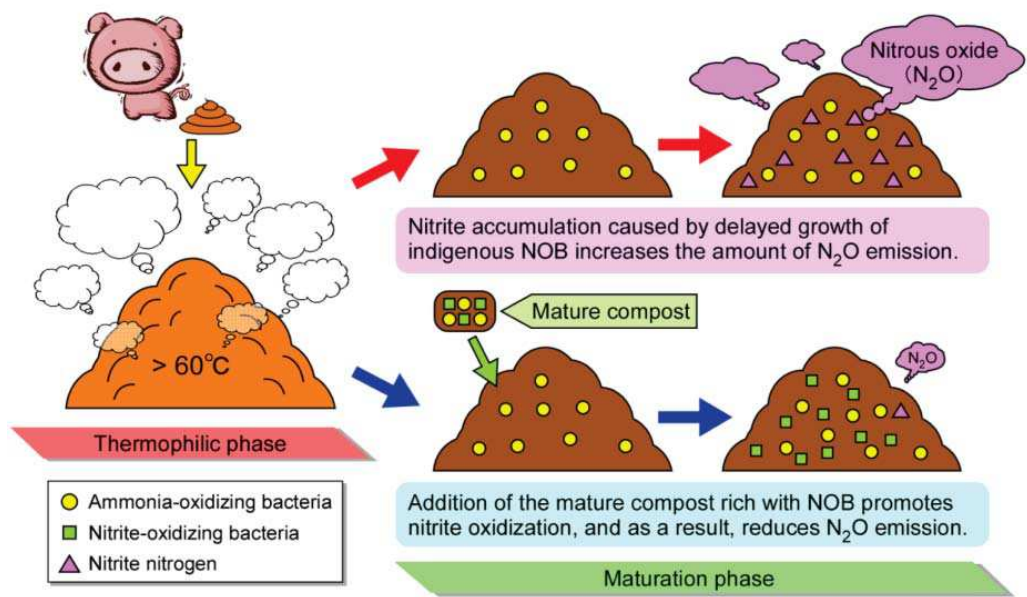 Nitrous oxide
(N₂O)
Nitrite accumulation caused by delayed growth of
indigenous NOB increases the amount of N₂O emission.
Mature compost
> 60℃
N₂O
Thermophilic phase
Ammonia-oxidizing bacteria
Nitrite-oxidizing bacteria
Nitrite nitrogen
Addition of the mature compost rich with NOB promotes
nitrite oxidization, and as a result, reduces N₂O emission.
Maturation phase